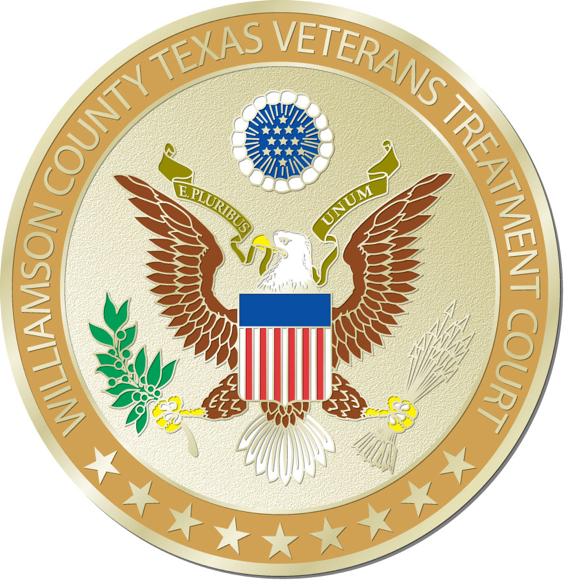 WILLIAMSON COUNTY TEXAS VETERANS TREATMENT COURT
E PLURIBUS
UNUM